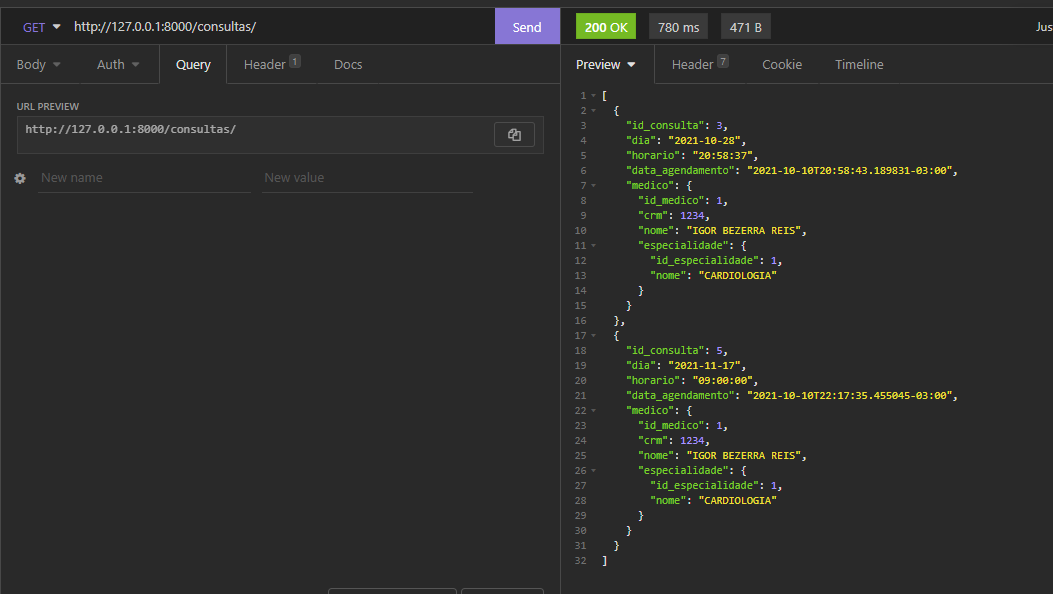 GET http://127.0.0.1:8000/consultas/ Send
200 OK 780 ms 471 B Jus
Body Auth Query Header 1 Docs
Preview Header 7 Cookie Timeline
URL PREVIEW
http://127.0.0.1:8000/consultas/
New name New value
1 [
2 {
3 "id_consulta": 3,
4 "dia": "2021-10-28",
5 "horario": "20:58:37",
6 "data_agendamento": "2021-10-10T20:58:43.189831-03:00",
7 "medico": {
8 "id_medico": 1,
9 "crm": 1234,
10 "nome": "IGOR BEZERRA REIS",
11 "especialidade": {
12 "id_especialidade": 1,
13 "nome": "CARDIOLOGIA"
14 }
15 }
16 },
17 {
18 "id_consulta": 5,
19 "dia": "2021-11-17",
20 "horario": "09:00:00",
21 "data_agendamento": "2021-10-10T22:17:35.455045-03:00",
22 "medico": {
23 "id_medico": 1,
24 "crm": 1234,
25 "nome": "IGOR BEZERRA REIS",
26 "especialidade": {
27 "id_especialidade": 1,
28 "nome": "CARDIOLOGIA"
29 }
30 }
31 }
32 ]